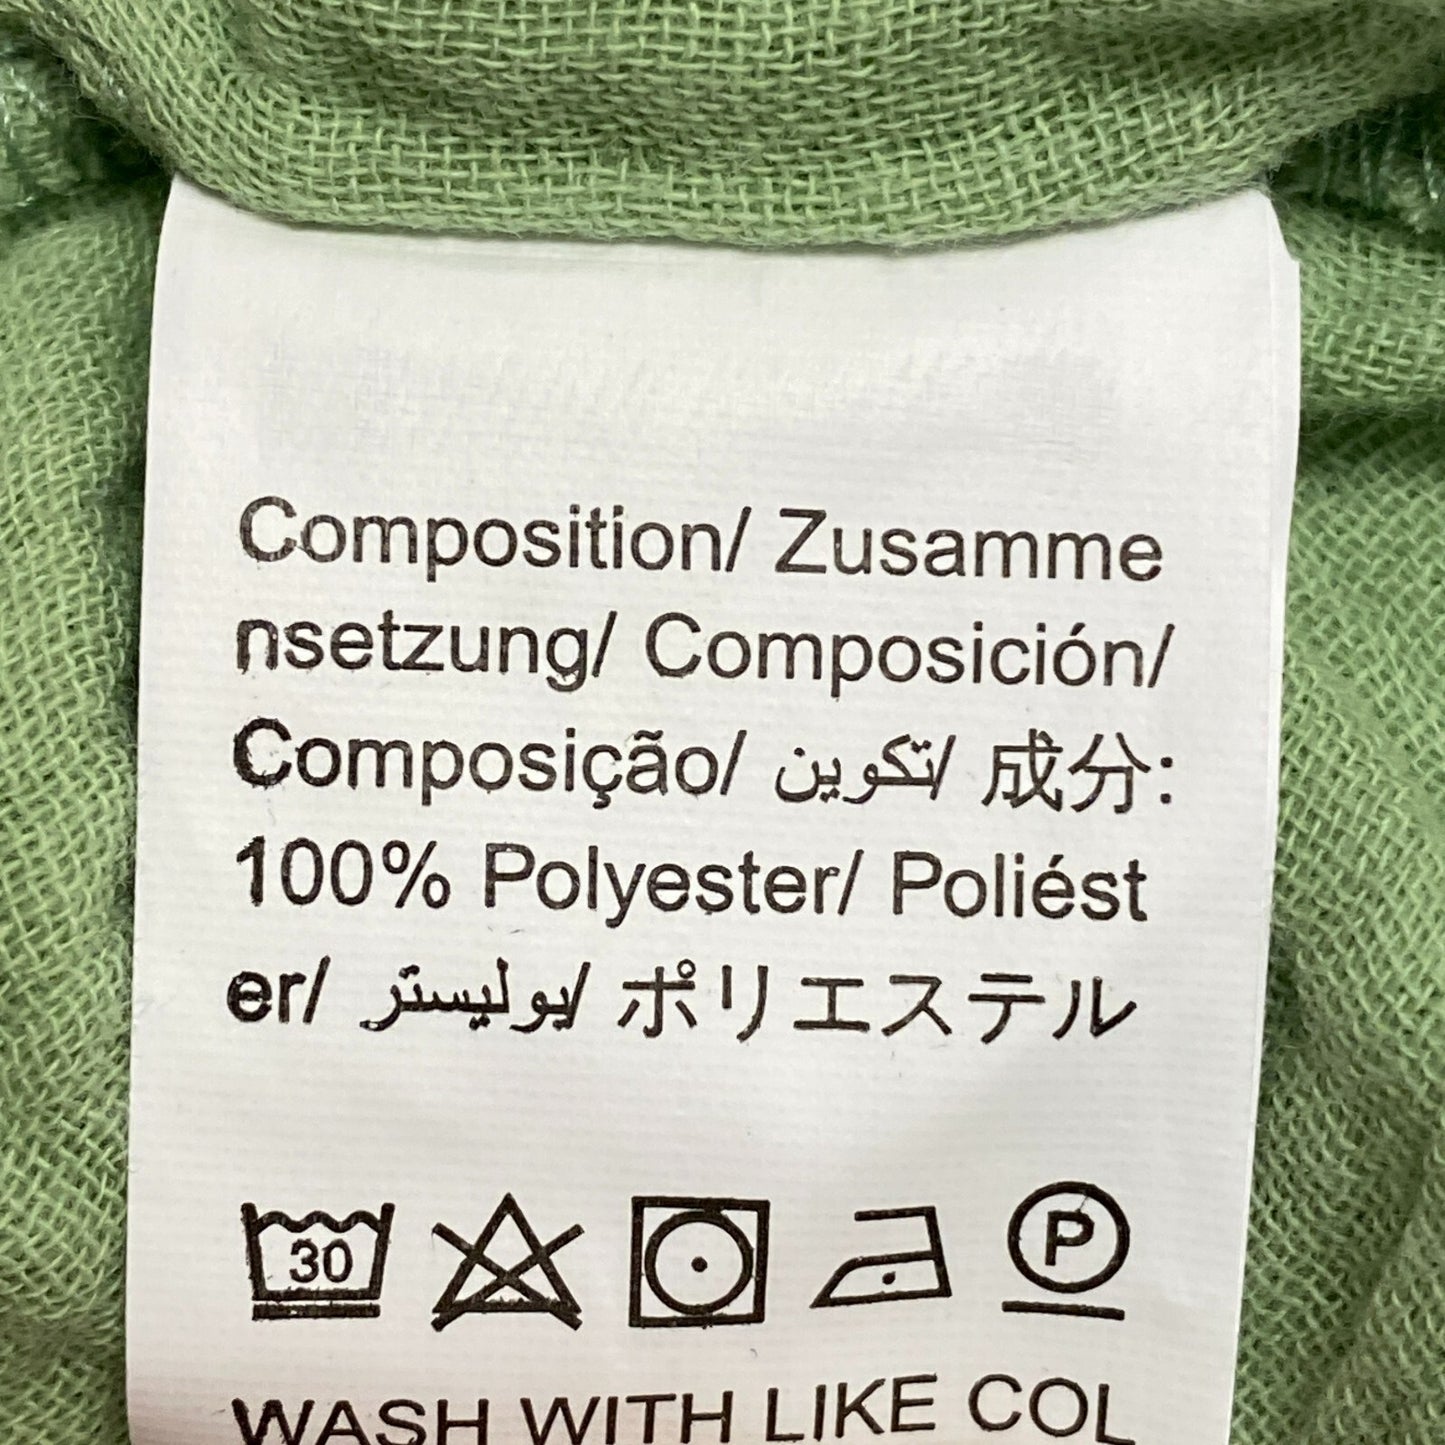 Composition/ Zusamme
nsetzung/ Composición/
Composição/ تكوين/ 成分:
100% Polyester/ Poliést
er/ بوليستر/ ポリエステル
30
P
WASH WITH LIKE COL